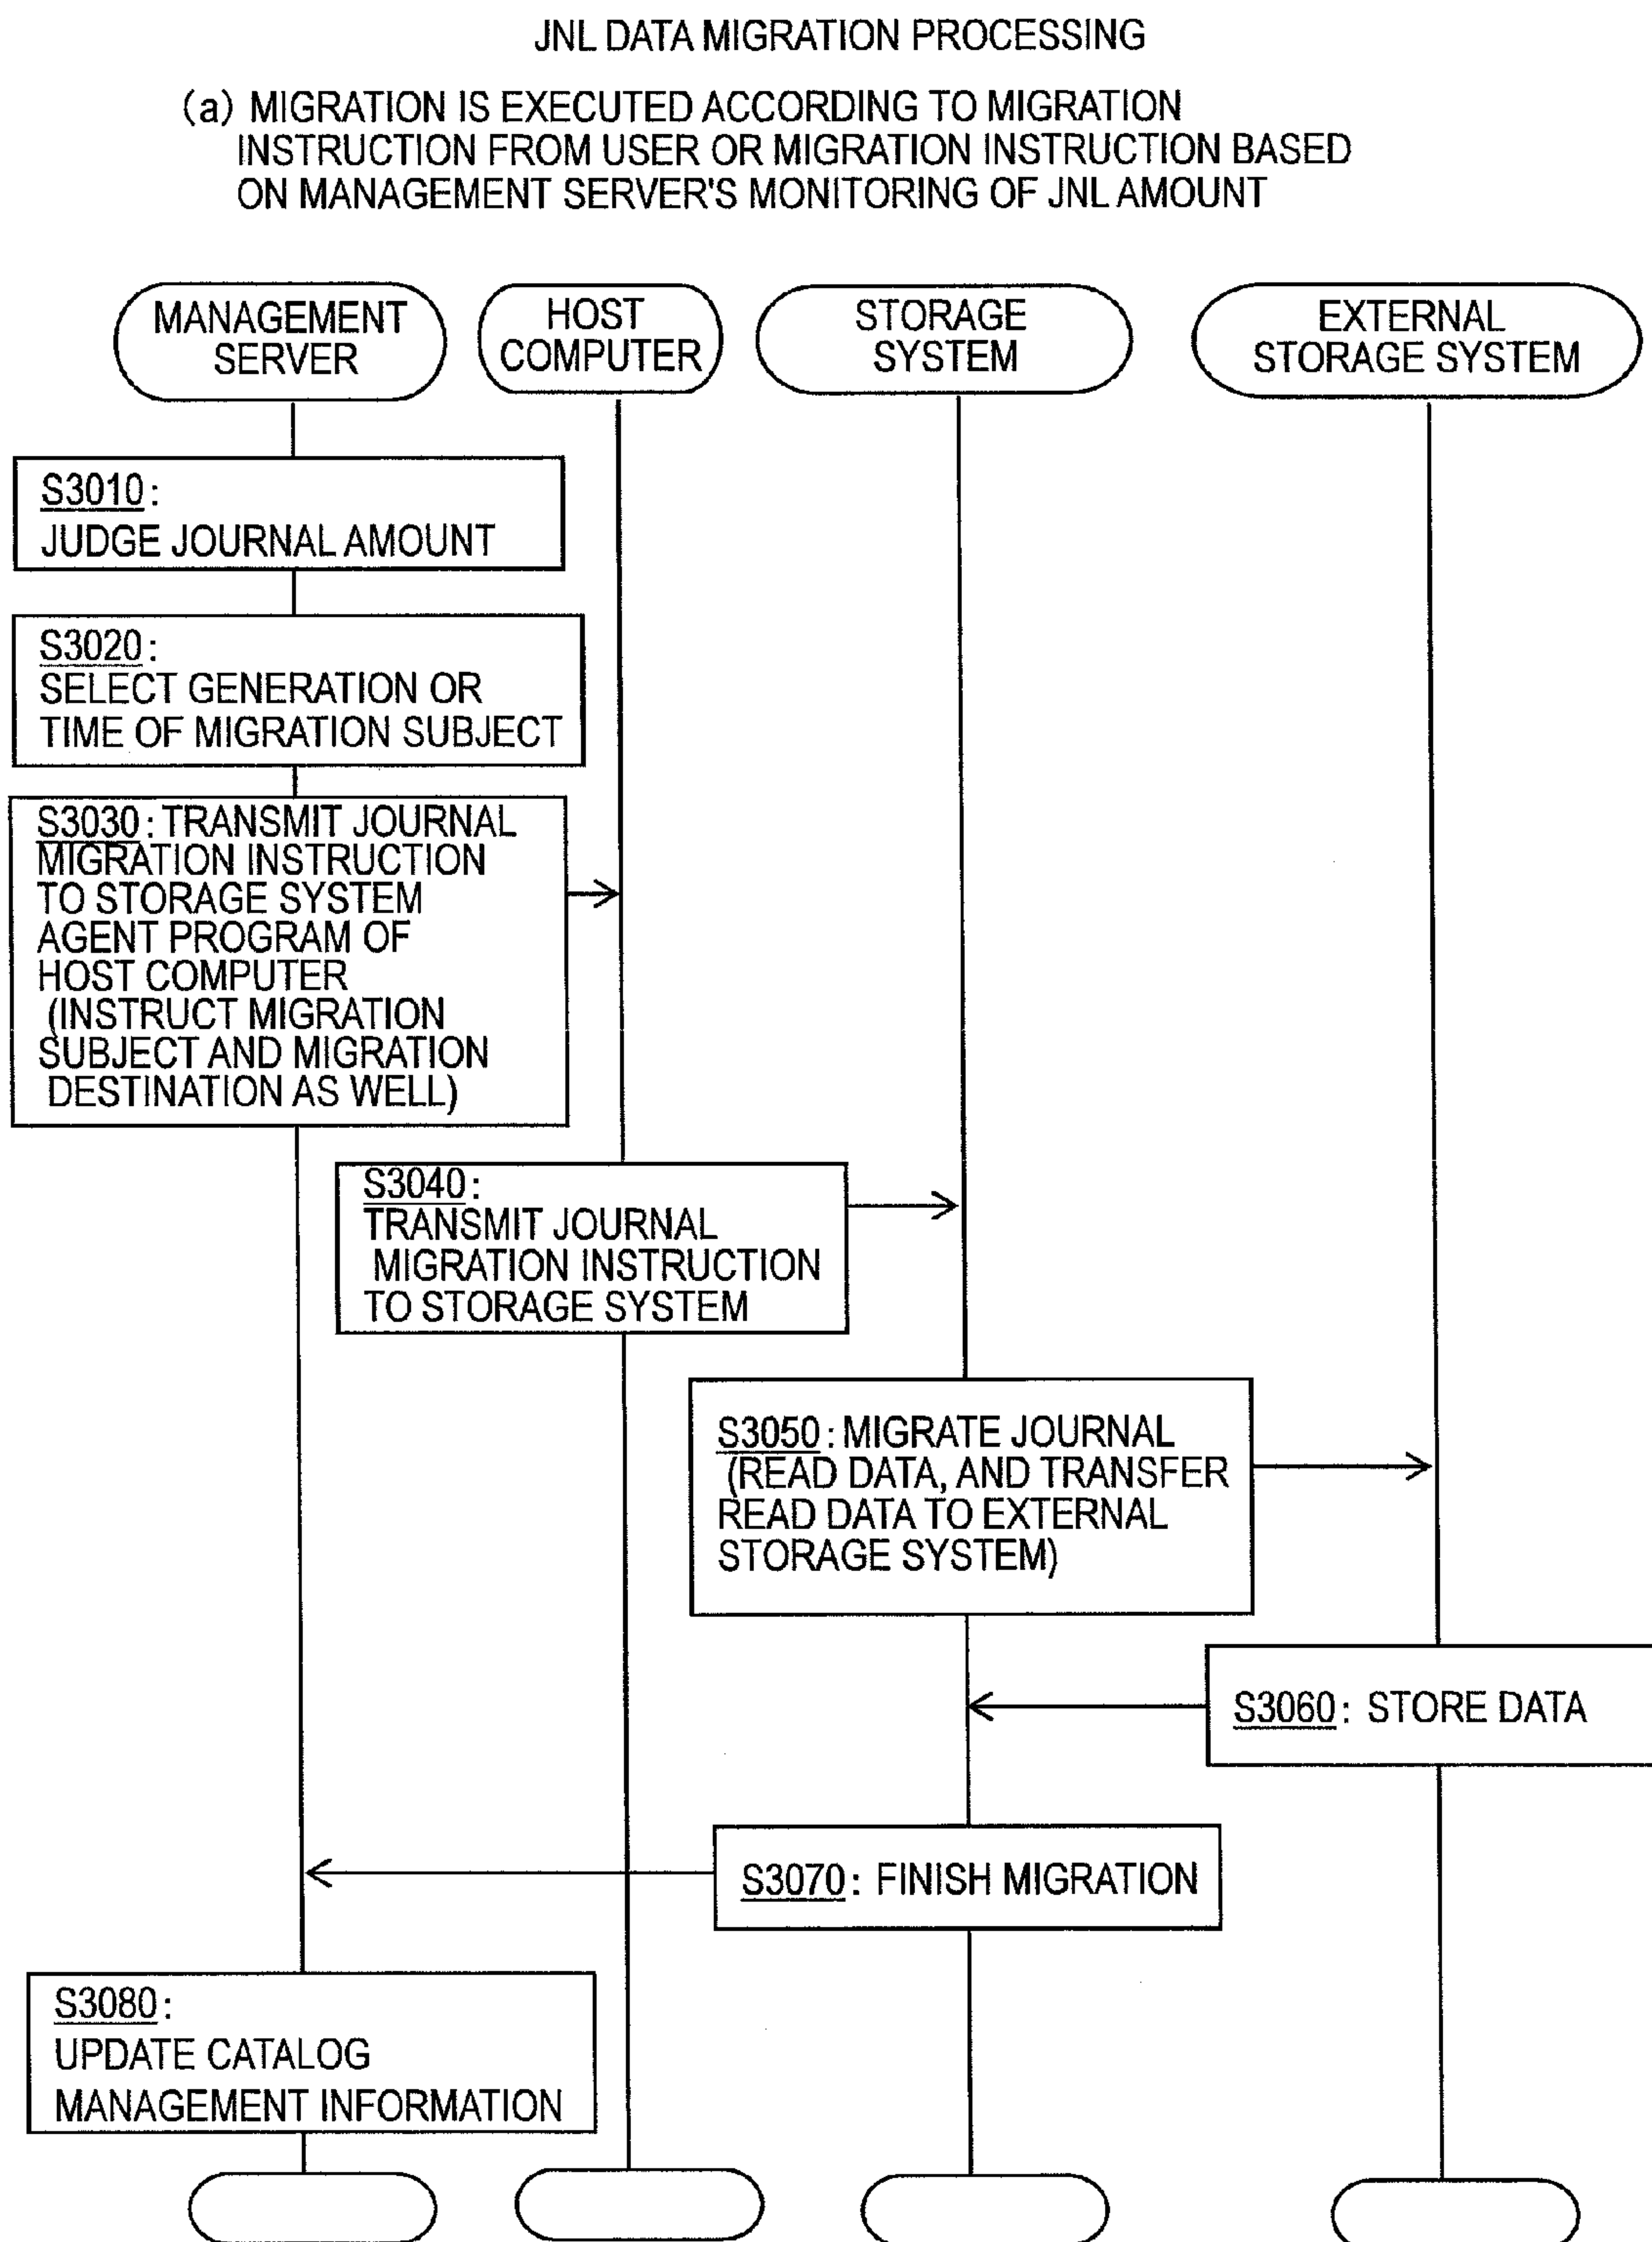 JNL DATA MIGRATION PROCESSING
(a) MIGRATION IS EXECUTED ACCORDING TO MIGRATION
INSTRUCTION FROM USER OR MIGRATION INSTRUCTION BASED
ON MANAGEMENT SERVER'S MONITORING OF JNL AMOUNT
MANAGEMENT
SERVER
HOST
COMPUTER
STORAGE
SYSTEM
EXTERNAL
STORAGE SYSTEM
S3010:
JUDGE JOURNAL AMOUNT
S3020:
SELECT GENERATION OR
TIME OF MIGRATION SUBJECT
S3030: TRANSMIT JOURNAL
MIGRATION INSTRUCTION
TO STORAGE SYSTEM
AGENT PROGRAM OF
HOST COMPUTER
(INSTRUCT MIGRATION
SUBJECT AND MIGRATION
DESTINATION AS WELL)
S3040:
TRANSMIT JOURNAL
MIGRATION INSTRUCTION
TO STORAGE SYSTEM
S3050: MIGRATE JOURNAL
(READ DATA, AND TRANSFER
READ DATA TO EXTERNAL
STORAGE SYSTEM)
S3060: STORE DATA
S3070: FINISH MIGRATION
S3080:
UPDATE CATALOG
MANAGEMENT INFORMATION